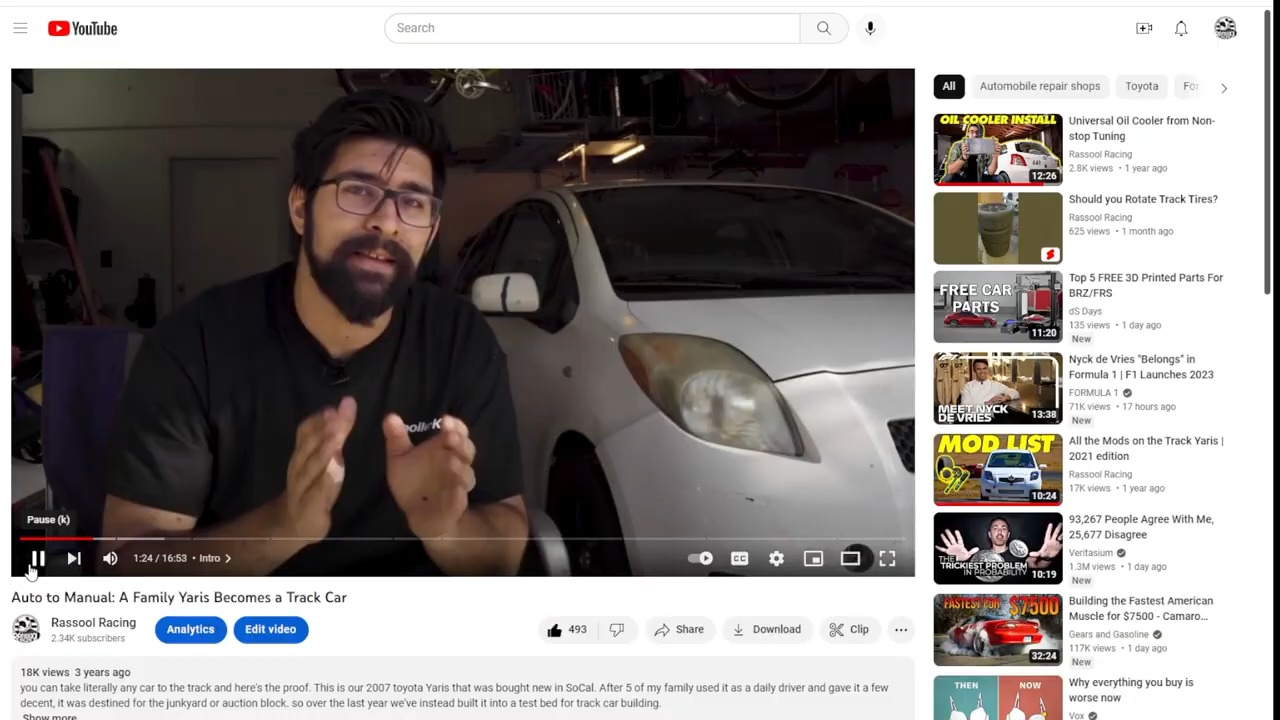 YouTube
Search
Pause (k)
1:24 / 16:53 • Intro
CC
Auto to Manual: A Family Yaris Becomes a Track Car
Rassool Racing
2.34K subscribers
Analytics
Edit video
493
Share
Download
Clip
18K views 3 years ago
you can take literally any car to the track and here's the proof. This is our 2007 toyota Yaris that was bought new in SoCal. After 5 of my family used it as a daily driver and gave it a few
decent, it was destined for the junkyard or auction block. so over the last year we've instead built it into a test bed for track car building.
Show more
All
Automobile repair shops
Toyota
For
OIL COOLER INSTALL
12:26
Universal Oil Cooler from Non-
stop Tuning
Rassool Racing
2.8K views • 1 year ago
Should you Rotate Track Tires?
Rassool Racing
625 views • 1 month ago
FREE CAR
PARTS
11:20
Top 5 FREE 3D Printed Parts For
BRZ/FRS
dS Days
135 views • 1 day ago
New
MEET NYCK
DE VRIES
13:38
Nyck de Vries "Belongs" in
Formula 1 | F1 Launches 2023
FORMULA 1
71K views • 17 hours ago
New
MOD LIST
10:24
All the Mods on the Track Yaris |
2021 edition
Rassool Racing
17K views • 1 year ago
THE
TRICKIEST PROBLEM
IN PROBABILITY
10:19
93,267 People Agree With Me,
25,677 Disagree
Veritasium
1.3M views • 1 day ago
New
FASTEST FOR $7500
32:24
Building the Fastest American
Muscle for $7500 - Camaro...
Gears and Gasoline
117K views • 1 day ago
New
THEN
NOW
Why everything you buy is
worse now
Vox